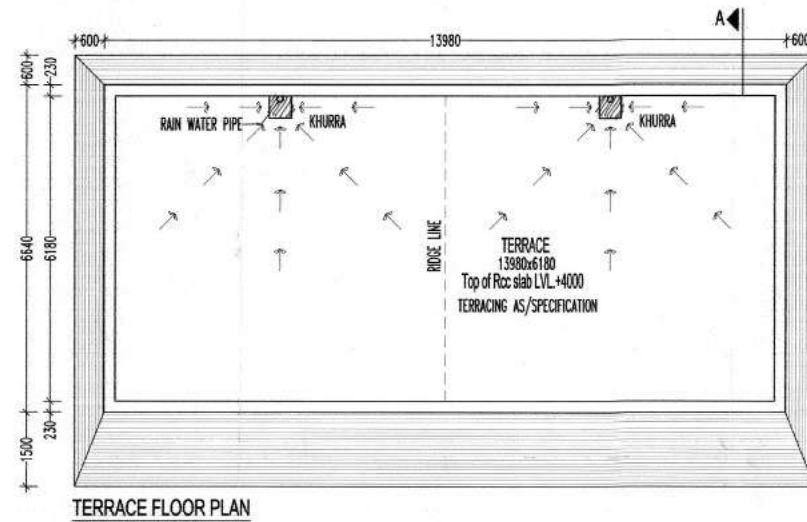 A
600
13980
600
600
230
RAIN WATER PIPE
KHURRA
KHURRA
6640
6180
RIDGE LINE
TERRACE
13980x6180
Top of Rcc slab LVL.+4000
TERRACING AS/SPECIFICATION
1500
230
TERRACE FLOOR PLAN